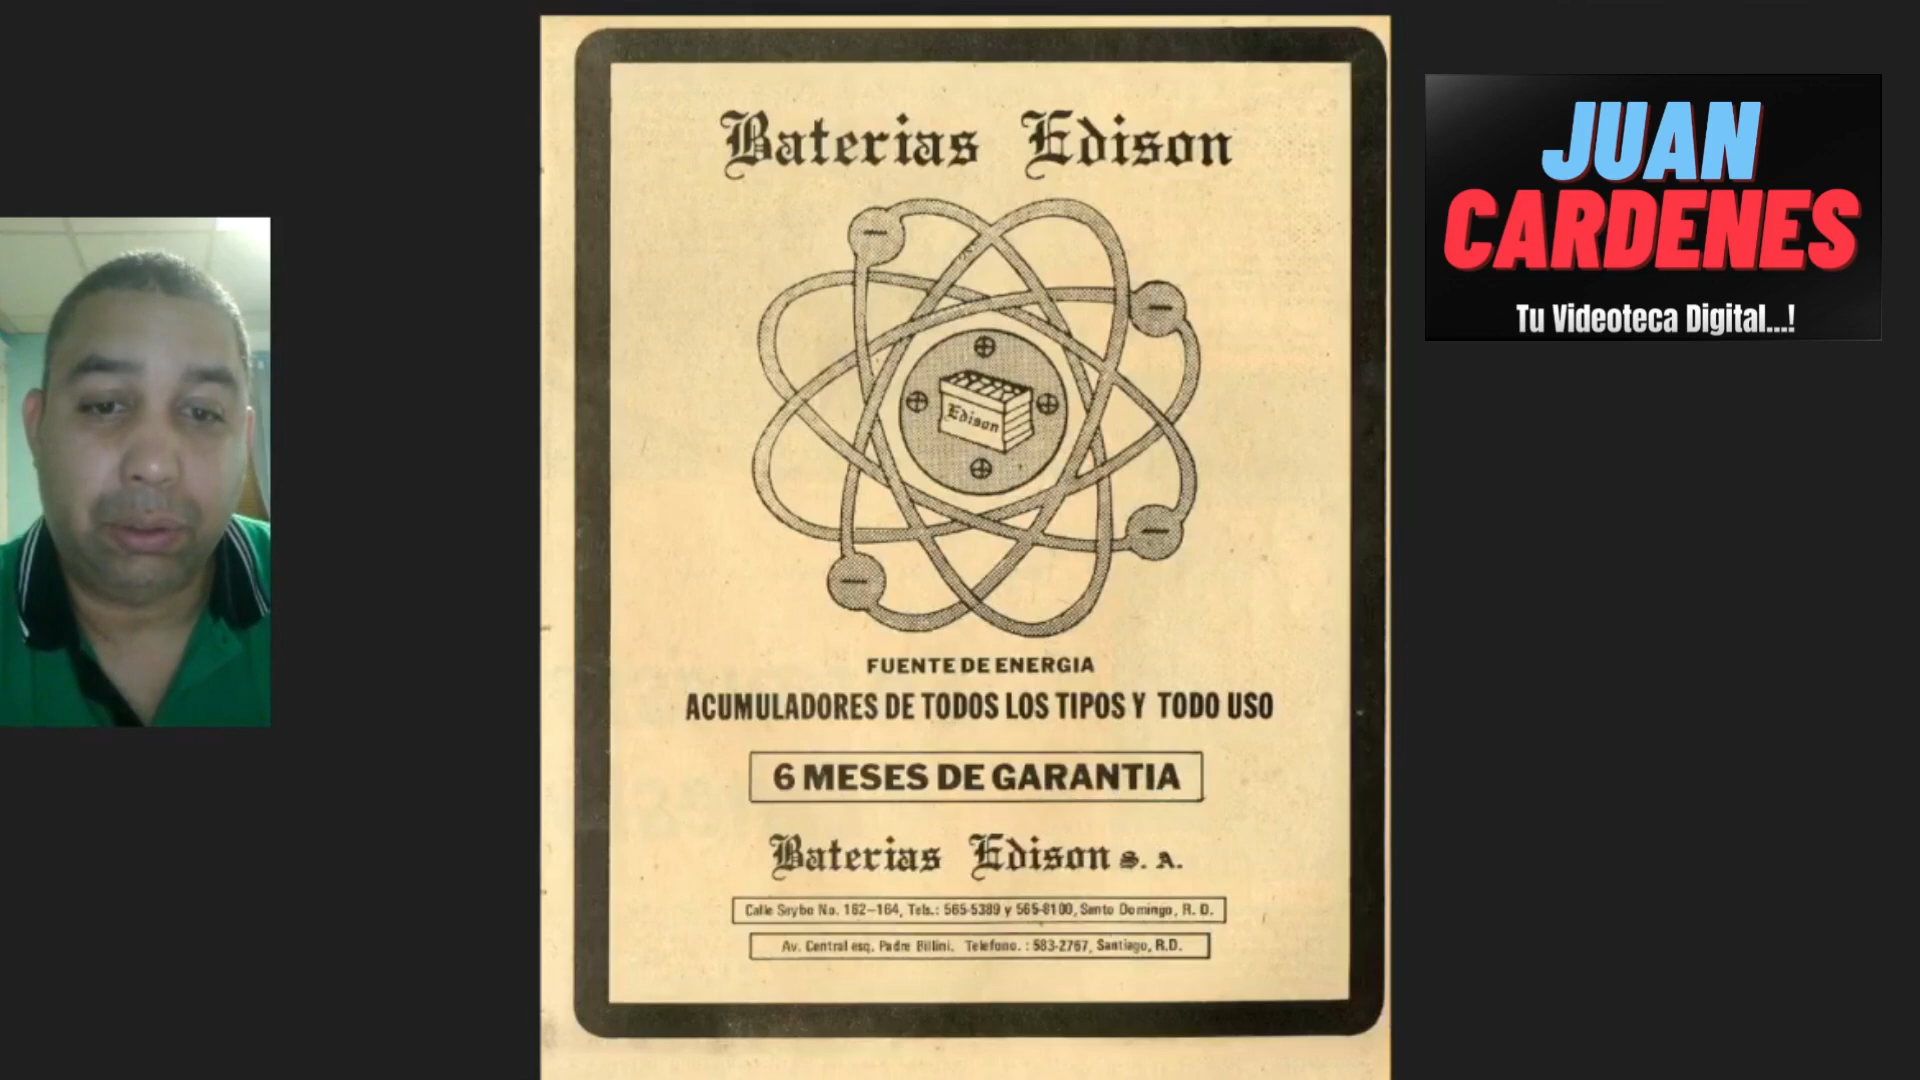 Baterias Edison
Edison
FUENTE DE ENERGIA
ACUMULADORES DE TODOS LOS TIPOS Y TODO USO
6 MESES DE GARANTIA
Baterias Edison S. A.
Calle Seybo No. 162-164, Tels.: 565-5389 y 565-8100, Santo Domingo, R. D.
Av. Central esq. Padre Billini. Telefono. : 583-2767, Santiago, R.D.
JUAN
CARDENES
Tu Videoteca Digital...!